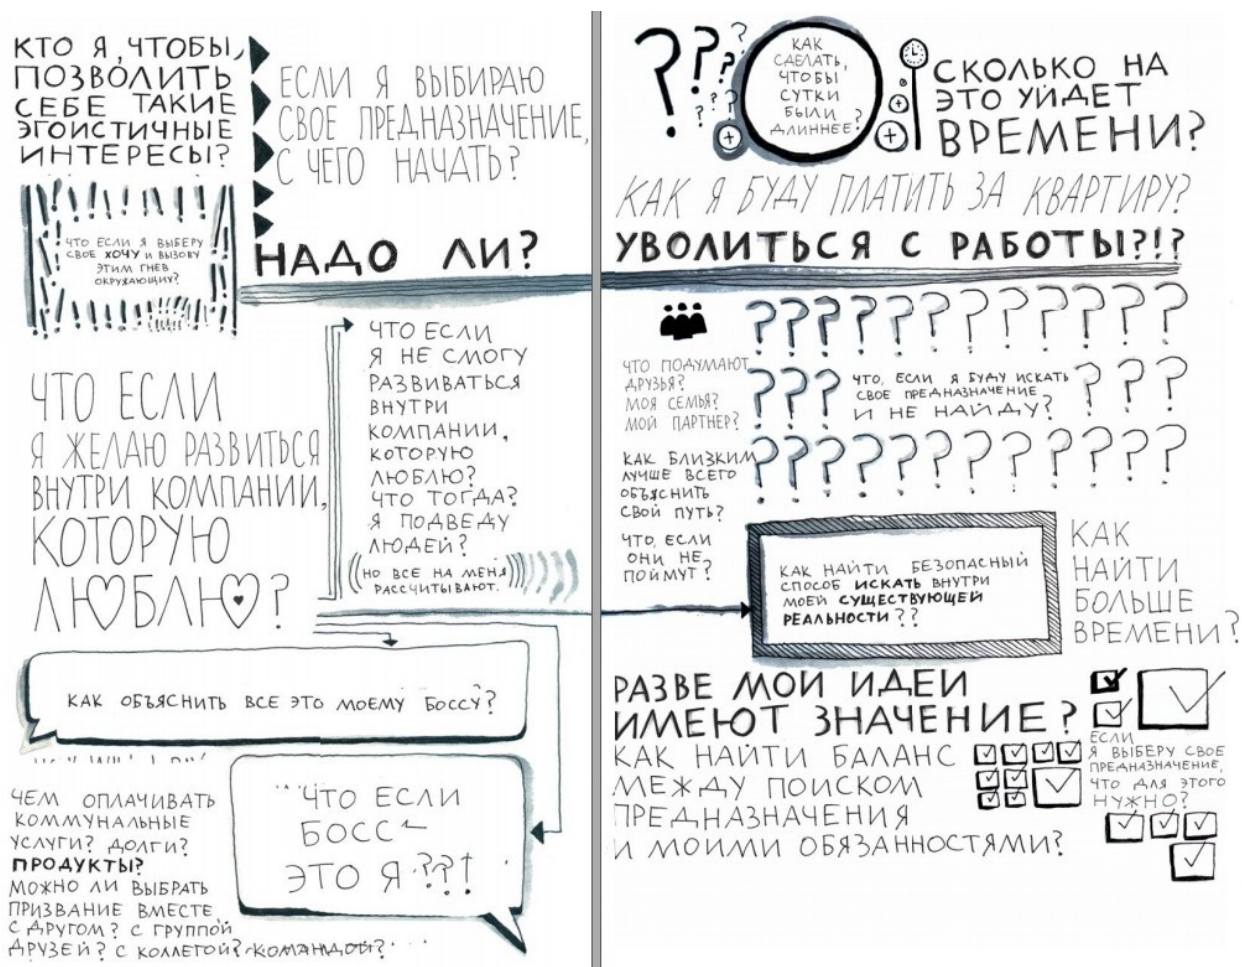 КТО Я, ЧТОБЫ
ПОЗВОЛИТЬ
СЕБЕ ТАКИЕ
ЭГОИСТИЧНЫЕ
ИНТЕРЕСЫ?
ЕСЛИ Я ВЫБИРАЮ
СВОЕ ПРЕДНАЗНАЧЕНИЕ,
С ЧЕГО НАЧАТЬ?
ЧТО ЕСЛИ Я ВЫБЕРУ
СВОЕ ХОЧУ И ВЫЗОВУ
ЭТИМ ГНЕВ
ОКРУЖАЮЩИХ?
НАДО ЛИ?
ЧТО ЕСЛИ
Я ЖЕЛАЮ РАЗВИТЬСЯ
ВНУТРИ КОМПАНИИ,
КОТОРУЮ
ЛЮБЛЮ?
ЧТО ЕСЛИ
Я НЕ СМОГУ
РАЗВИВАТЬСЯ
ВНУТРИ
КОМПАНИИ,
КОТОРУЮ
ЛЮБЛЮ?
ЧТО ТОГДА?
Я ПОДВЕДУ
ЛЮДЕЙ?
(НО ВСЕ НА МЕНЯ
РАССЧИТЫВАЮТ.)
КАК ОБЪЯСНИТЬ ВСЕ ЭТО МОЕМУ БОССУ?
ЧЕМ ОПЛАЧИВАТЬ
КОММУНАЛЬНЫЕ
УСЛУГИ? ДОЛГИ?
ПРОДУКТЫ?
МОЖНО ЛИ ВЫБРАТЬ
ПРИЗВАНИЕ ВМЕСТЕ
С ДРУГОМ? С ГРУППОЙ
ДРУЗЕЙ? С КОЛЛЕГОЙ? КОМАНДОЙ?
ЧТО ЕСЛИ
БОСС
ЭТО Я??!
???
КАК
СДЕЛАТЬ,
ЧТОБЫ
СУТКИ
БЫЛИ
ДЛИННЕЕ?
СКОЛЬКО НА
ЭТО УЙДЕТ
ВРЕМЕНИ?
КАК Я БУДУ ПЛАТИТЬ ЗА КВАРТИРУ?
УВОЛИТЬСЯ С РАБОТЫ?!?
ЧТО ПОДУМАЮТ
ДРУЗЬЯ?
МОЯ СЕМЬЯ?
МОЙ ПАРТНЕР?
КАК БЛИЗКИМ
ЛУЧШЕ ВСЕГО
ОБЪЯСНИТЬ
СВОЙ ПУТЬ?
ЧТО, ЕСЛИ
ОНИ НЕ
ПОЙМУТ?
????????????
ЧТО, ЕСЛИ Я БУДУ ИСКАТЬ
СВОЕ ПРЕДНАЗНАЧЕНИЕ
И НЕ НАЙДУ?
????????????
КАК НАЙТИ БЕЗОПАСНЫЙ
СПОСОБ ИСКАТЬ ВНУТРИ
МОЕЙ СУЩЕСТВУЮЩЕЙ
РЕАЛЬНОСТИ??
КАК
НАЙТИ
БОЛЬШЕ
ВРЕМЕНИ?
РАЗВЕ МОИ ИДЕИ
ИМЕЮТ ЗНАЧЕНИЕ?
КАК НАЙТИ БАЛАНС
МЕЖДУ ПОИСКОМ
ПРЕДНАЗНАЧЕНИЯ
И МОИМИ ОБЯЗАННОСТЯМИ?
ЕСЛИ
Я ВЫБЕРУ СВОЕ
ПРЕДНАЗНАЧЕНИЕ,
ЧТО ДЛЯ ЭТОГО
НУЖНО?